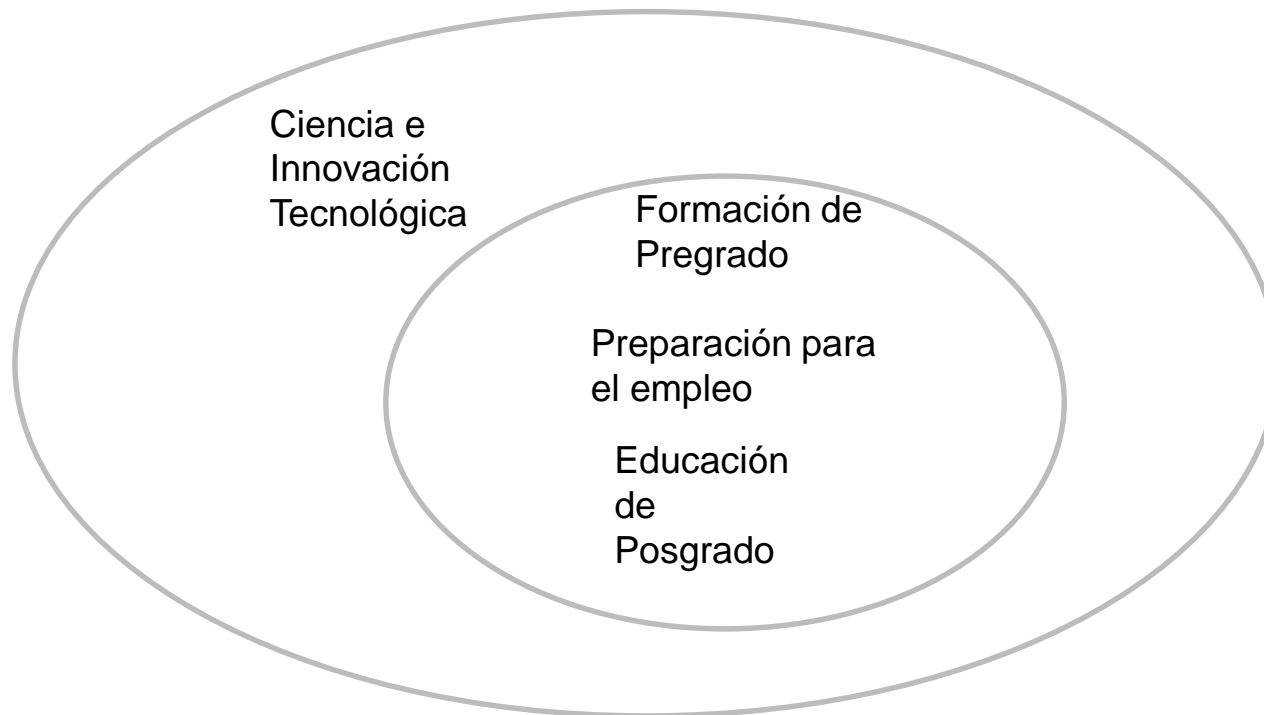 Ciencia e
Innovación
Tecnológica
Formación de
Pregrado
Preparación para
el empleo
Educación
de
Posgrado